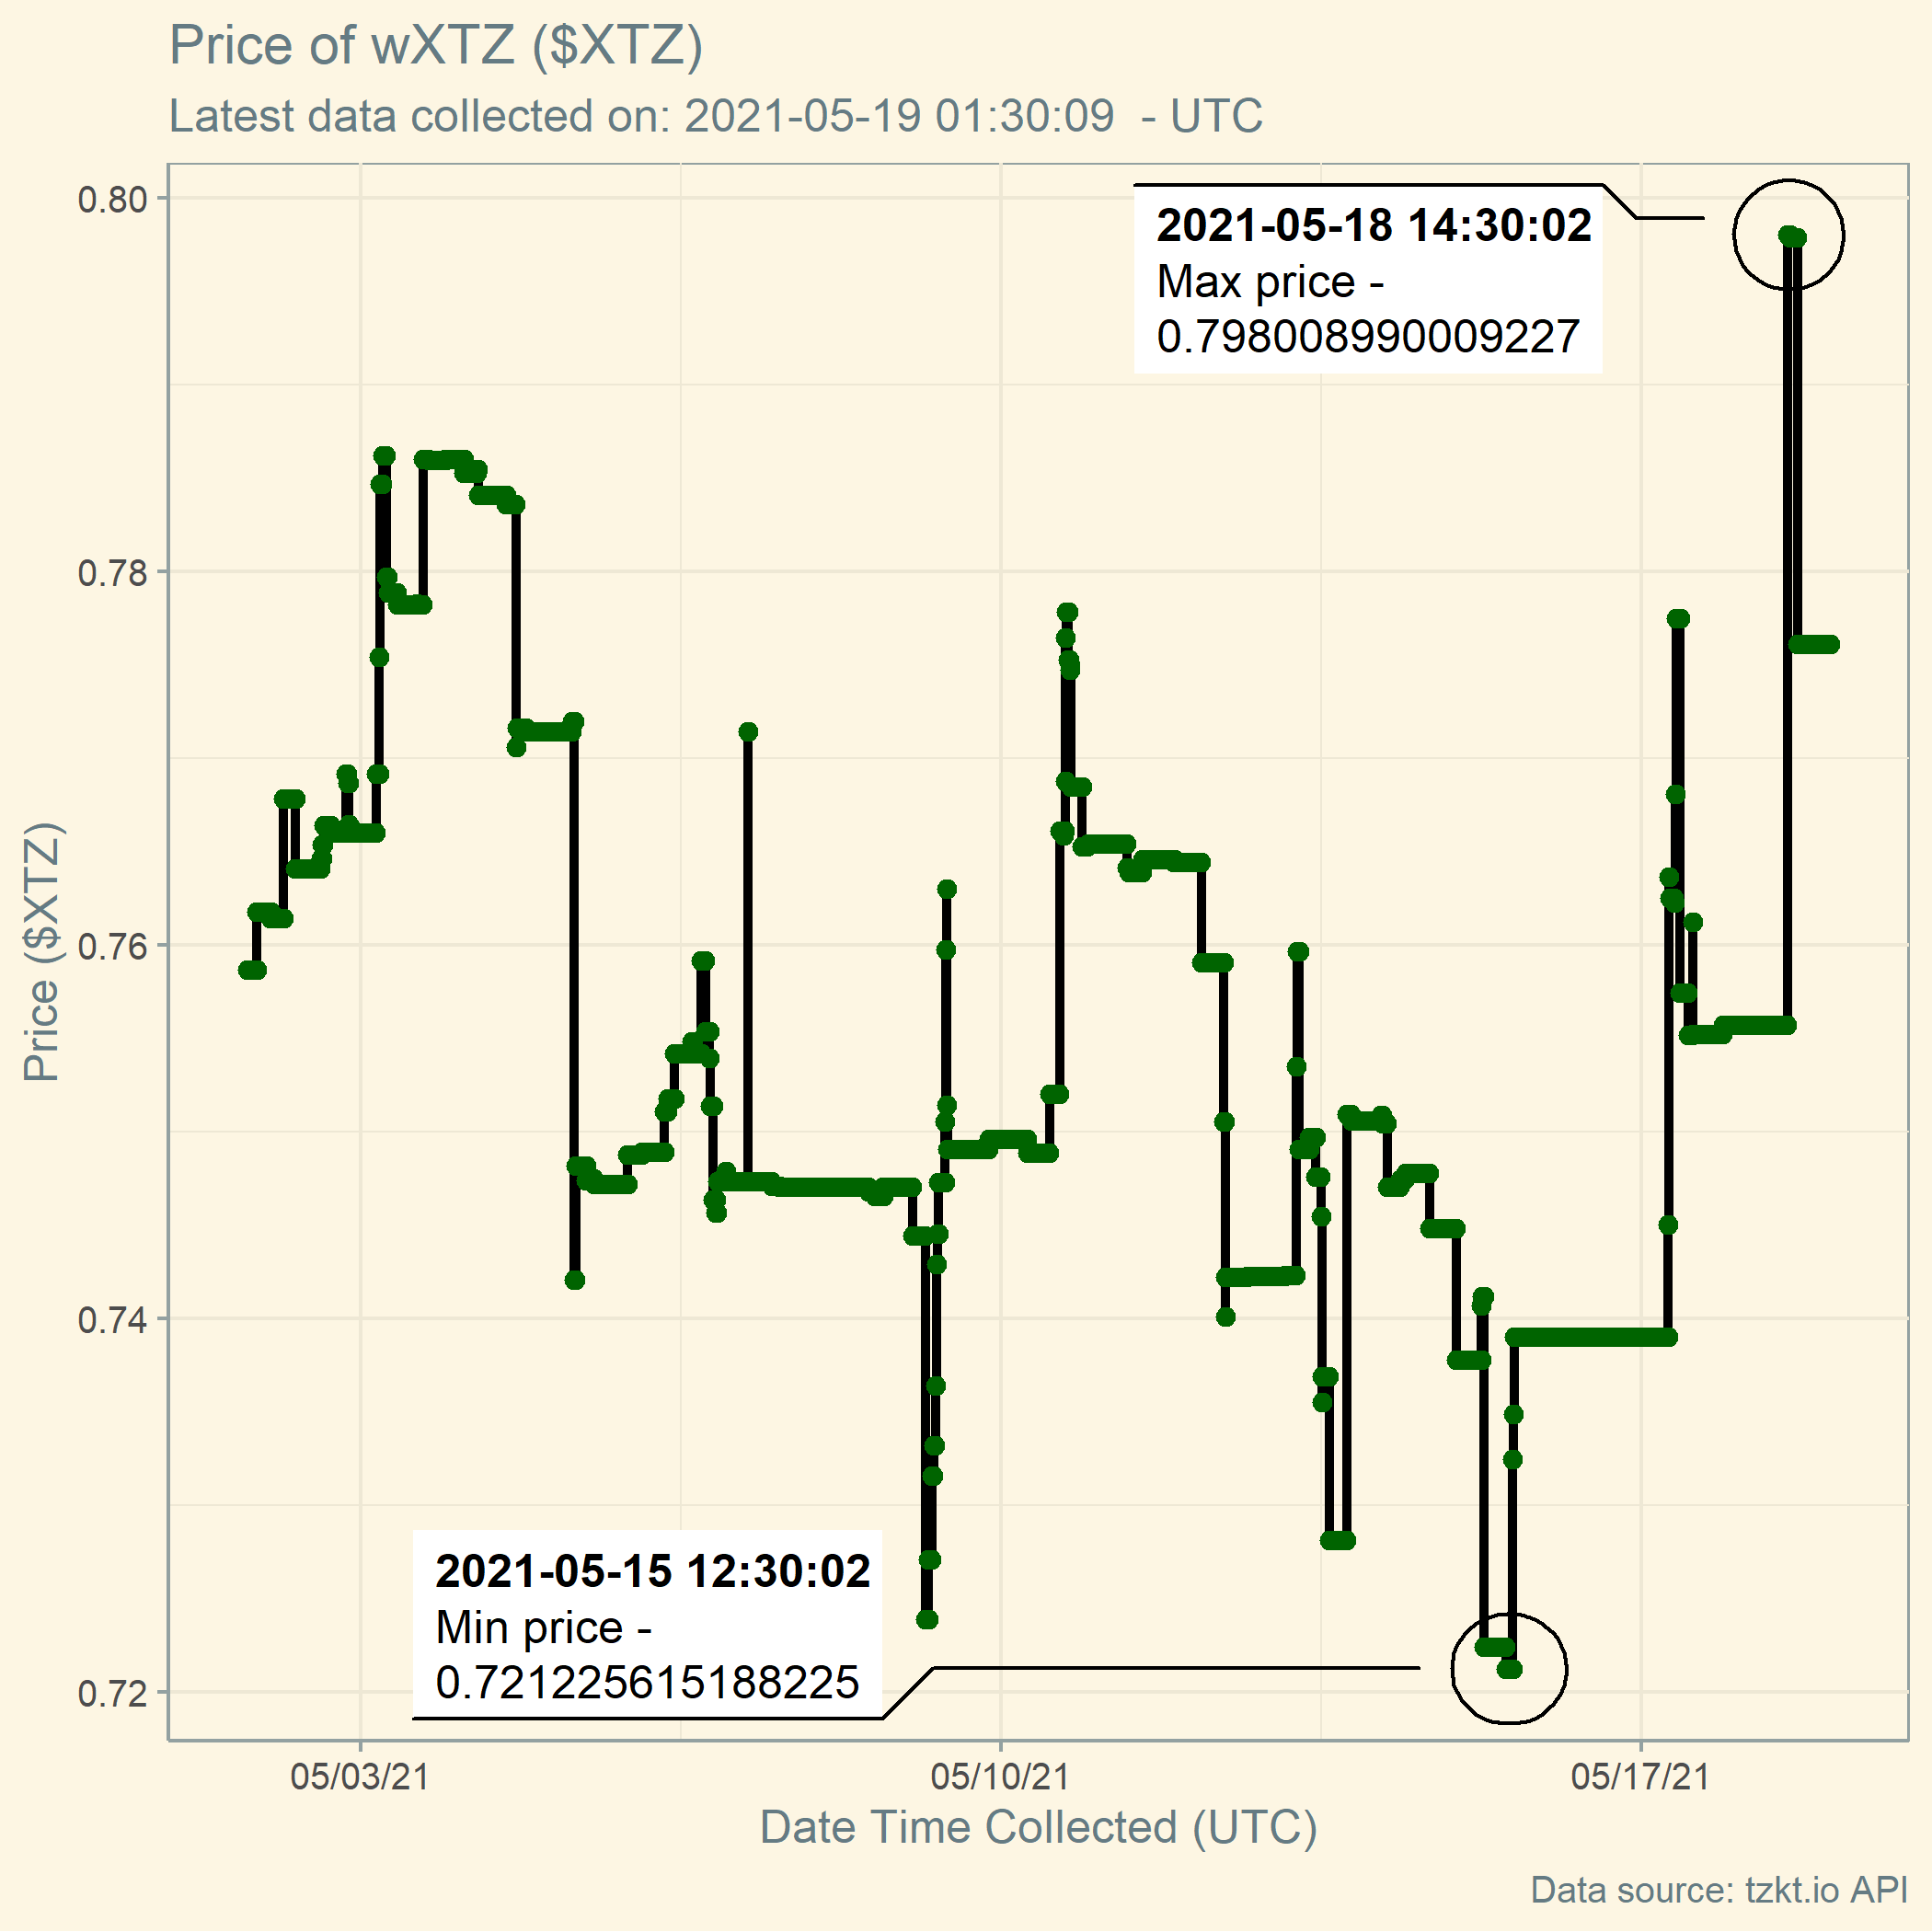 Price of wXTZ ($XTZ)
Latest data collected on: 2021-05-19 01:30:09  - UTC
0.80
0.78
0.76
0.74
0.72
Price ($XTZ)
2021-05-18 14:30:02
Max price -
0.798008990009227
2021-05-15 12:30:02
Min price -
0.721225615188225
05/03/21
05/10/21
05/17/21
Date Time Collected (UTC)
Data source: tzkt.io API